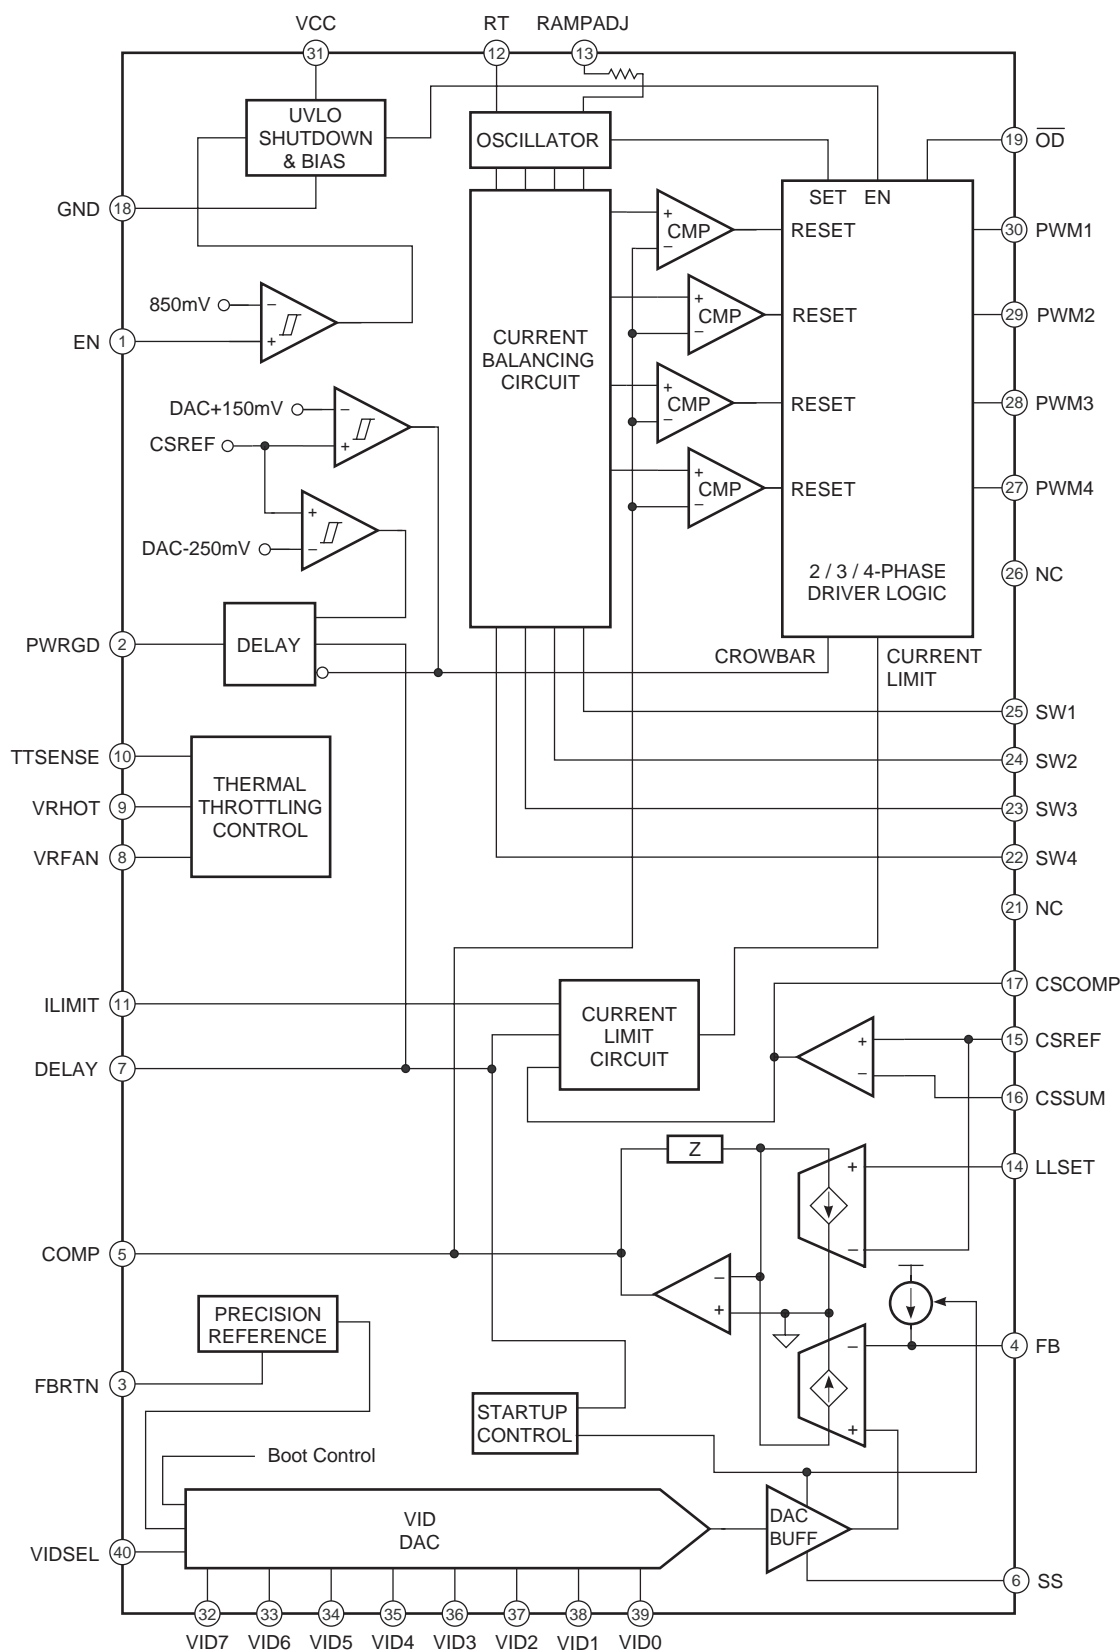 VCC
RT
RAMPADJ
31
12
13
UVLO
SHUTDOWN
& BIAS
OSCILLATOR
19
OD
GND
18
SET
EN
+
CMP
−
RESET
30
PWM1
850mV
−
+
EN
1
+
CMP
−
RESET
29
PWM2
CURRENT
BALANCING
CIRCUIT
DAC+150mV
−
CSREF
+
+
CMP
−
RESET
28
PWM3
+
DAC-250mV
−
+
CMP
−
RESET
27
PWM4
2 / 3 / 4-PHASE
DRIVER LOGIC
26
NC
PWRGD
2
DELAY
CROWBAR
CURRENT
LIMIT
25
SW1
TTSENSE
10
24
SW2
THERMAL
THROTTLING
CONTROL
VRHOT
9
23
SW3
VRFAN
8
22
SW4
21
NC
ILIMIT
11
CURRENT
LIMIT
CIRCUIT
17
CSCOMP
+
−
15
CSREF
DELAY
7
16
CSSUM
Z
+
−
14
LLSET
COMP
5
−
+
PRECISION
REFERENCE
−
+
4
FB
FBRTN
3
STARTUP
CONTROL
Boot Control
VID
DAC
DAC
BUFF
VIDSEL
40
6
SS
32
33
34
35
36
37
38
39
VID7
VID6
VID5
VID4
VID3
VID2
VID1
VID0